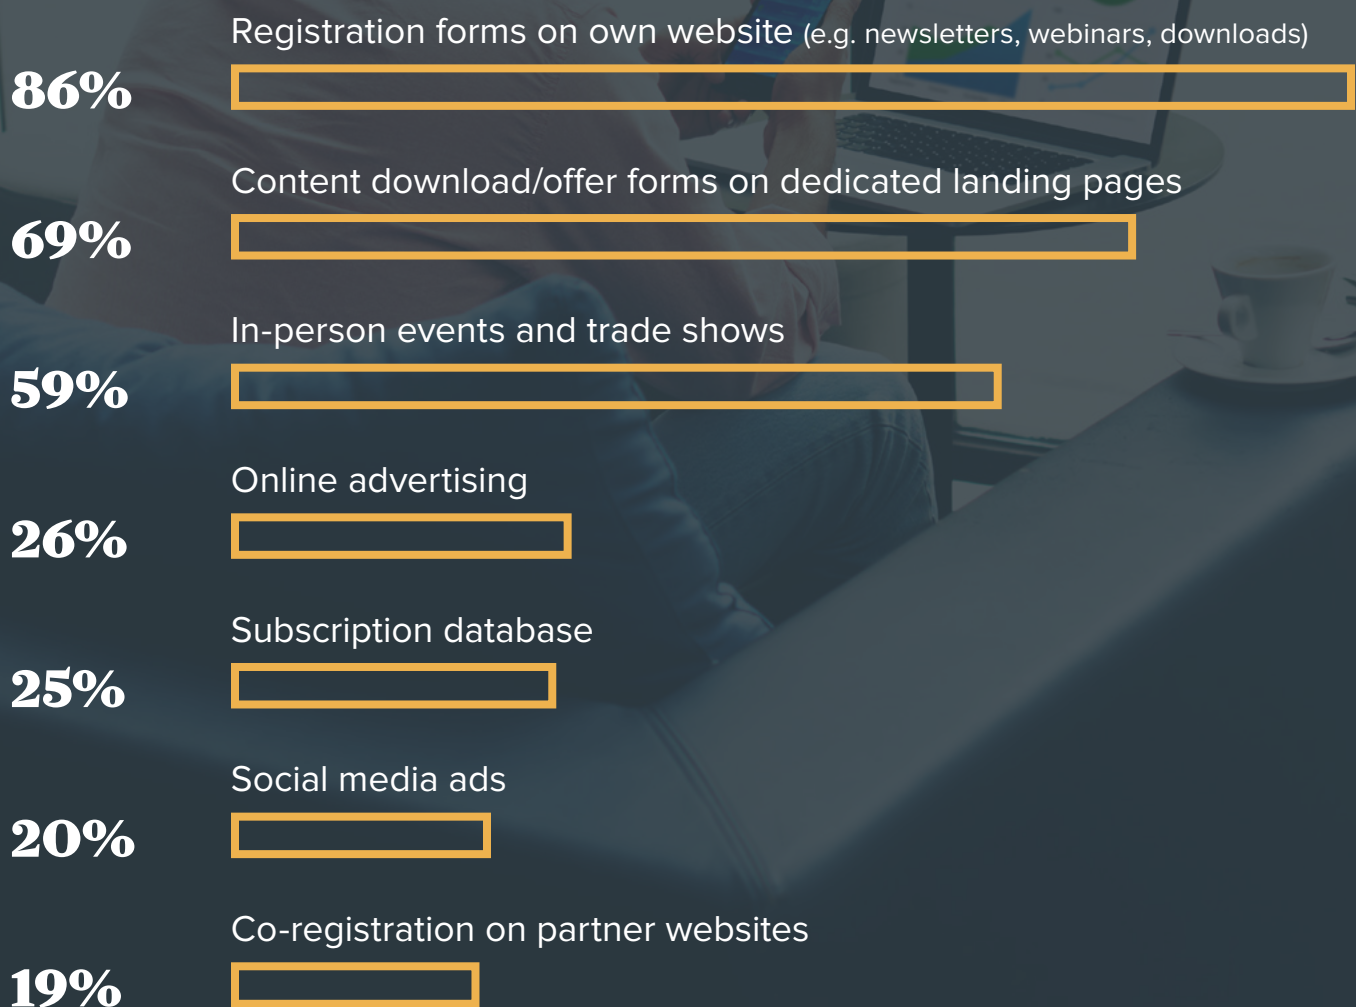 Registration forms on own website (e.g. newsletters, webinars, downloads)
86%
Content download/offer forms on dedicated landing pages
69%
In-person events and trade shows
59%
Online advertising
26%
Subscription database
25%
Social media ads
20%
Co-registration on partner websites
19%